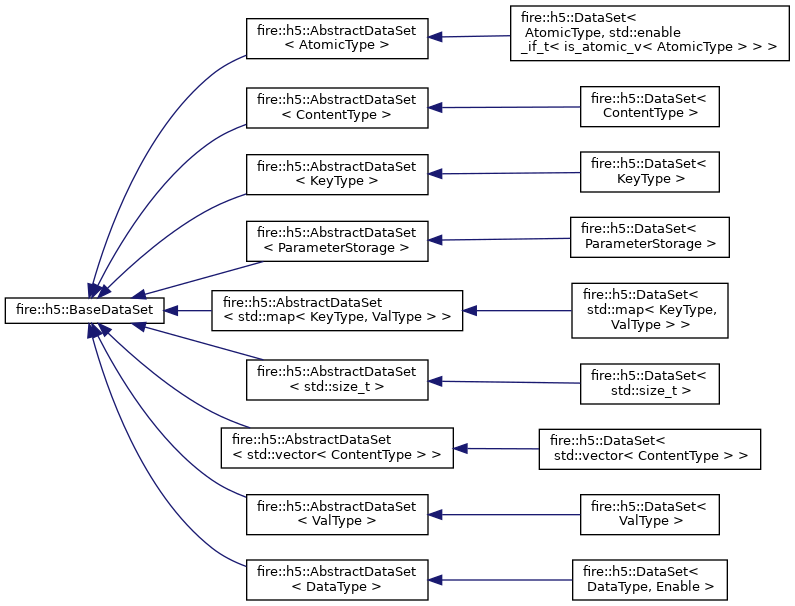 fire::h5::BaseDataSet
fire::h5::AbstractDataSet
< AtomicType >
fire::h5::DataSet<
AtomicType, std::enable
_if_t< is_atomic_v< AtomicType > > >
fire::h5::AbstractDataSet
< ContentType >
fire::h5::DataSet<
ContentType >
fire::h5::AbstractDataSet
< KeyType >
fire::h5::DataSet<
KeyType >
fire::h5::AbstractDataSet
< ParameterStorage >
fire::h5::DataSet<
ParameterStorage >
fire::h5::AbstractDataSet
< std::map< KeyType, ValType > >
fire::h5::DataSet<
std::map< KeyType,
ValType > >
fire::h5::AbstractDataSet
< std::size_t >
fire::h5::DataSet<
std::size_t >
fire::h5::AbstractDataSet
< std::vector< ContentType > >
fire::h5::DataSet<
std::vector< ContentType > >
fire::h5::AbstractDataSet
< ValType >
fire::h5::DataSet<
ValType >
fire::h5::AbstractDataSet
< DataType >
fire::h5::DataSet<
DataType, Enable >